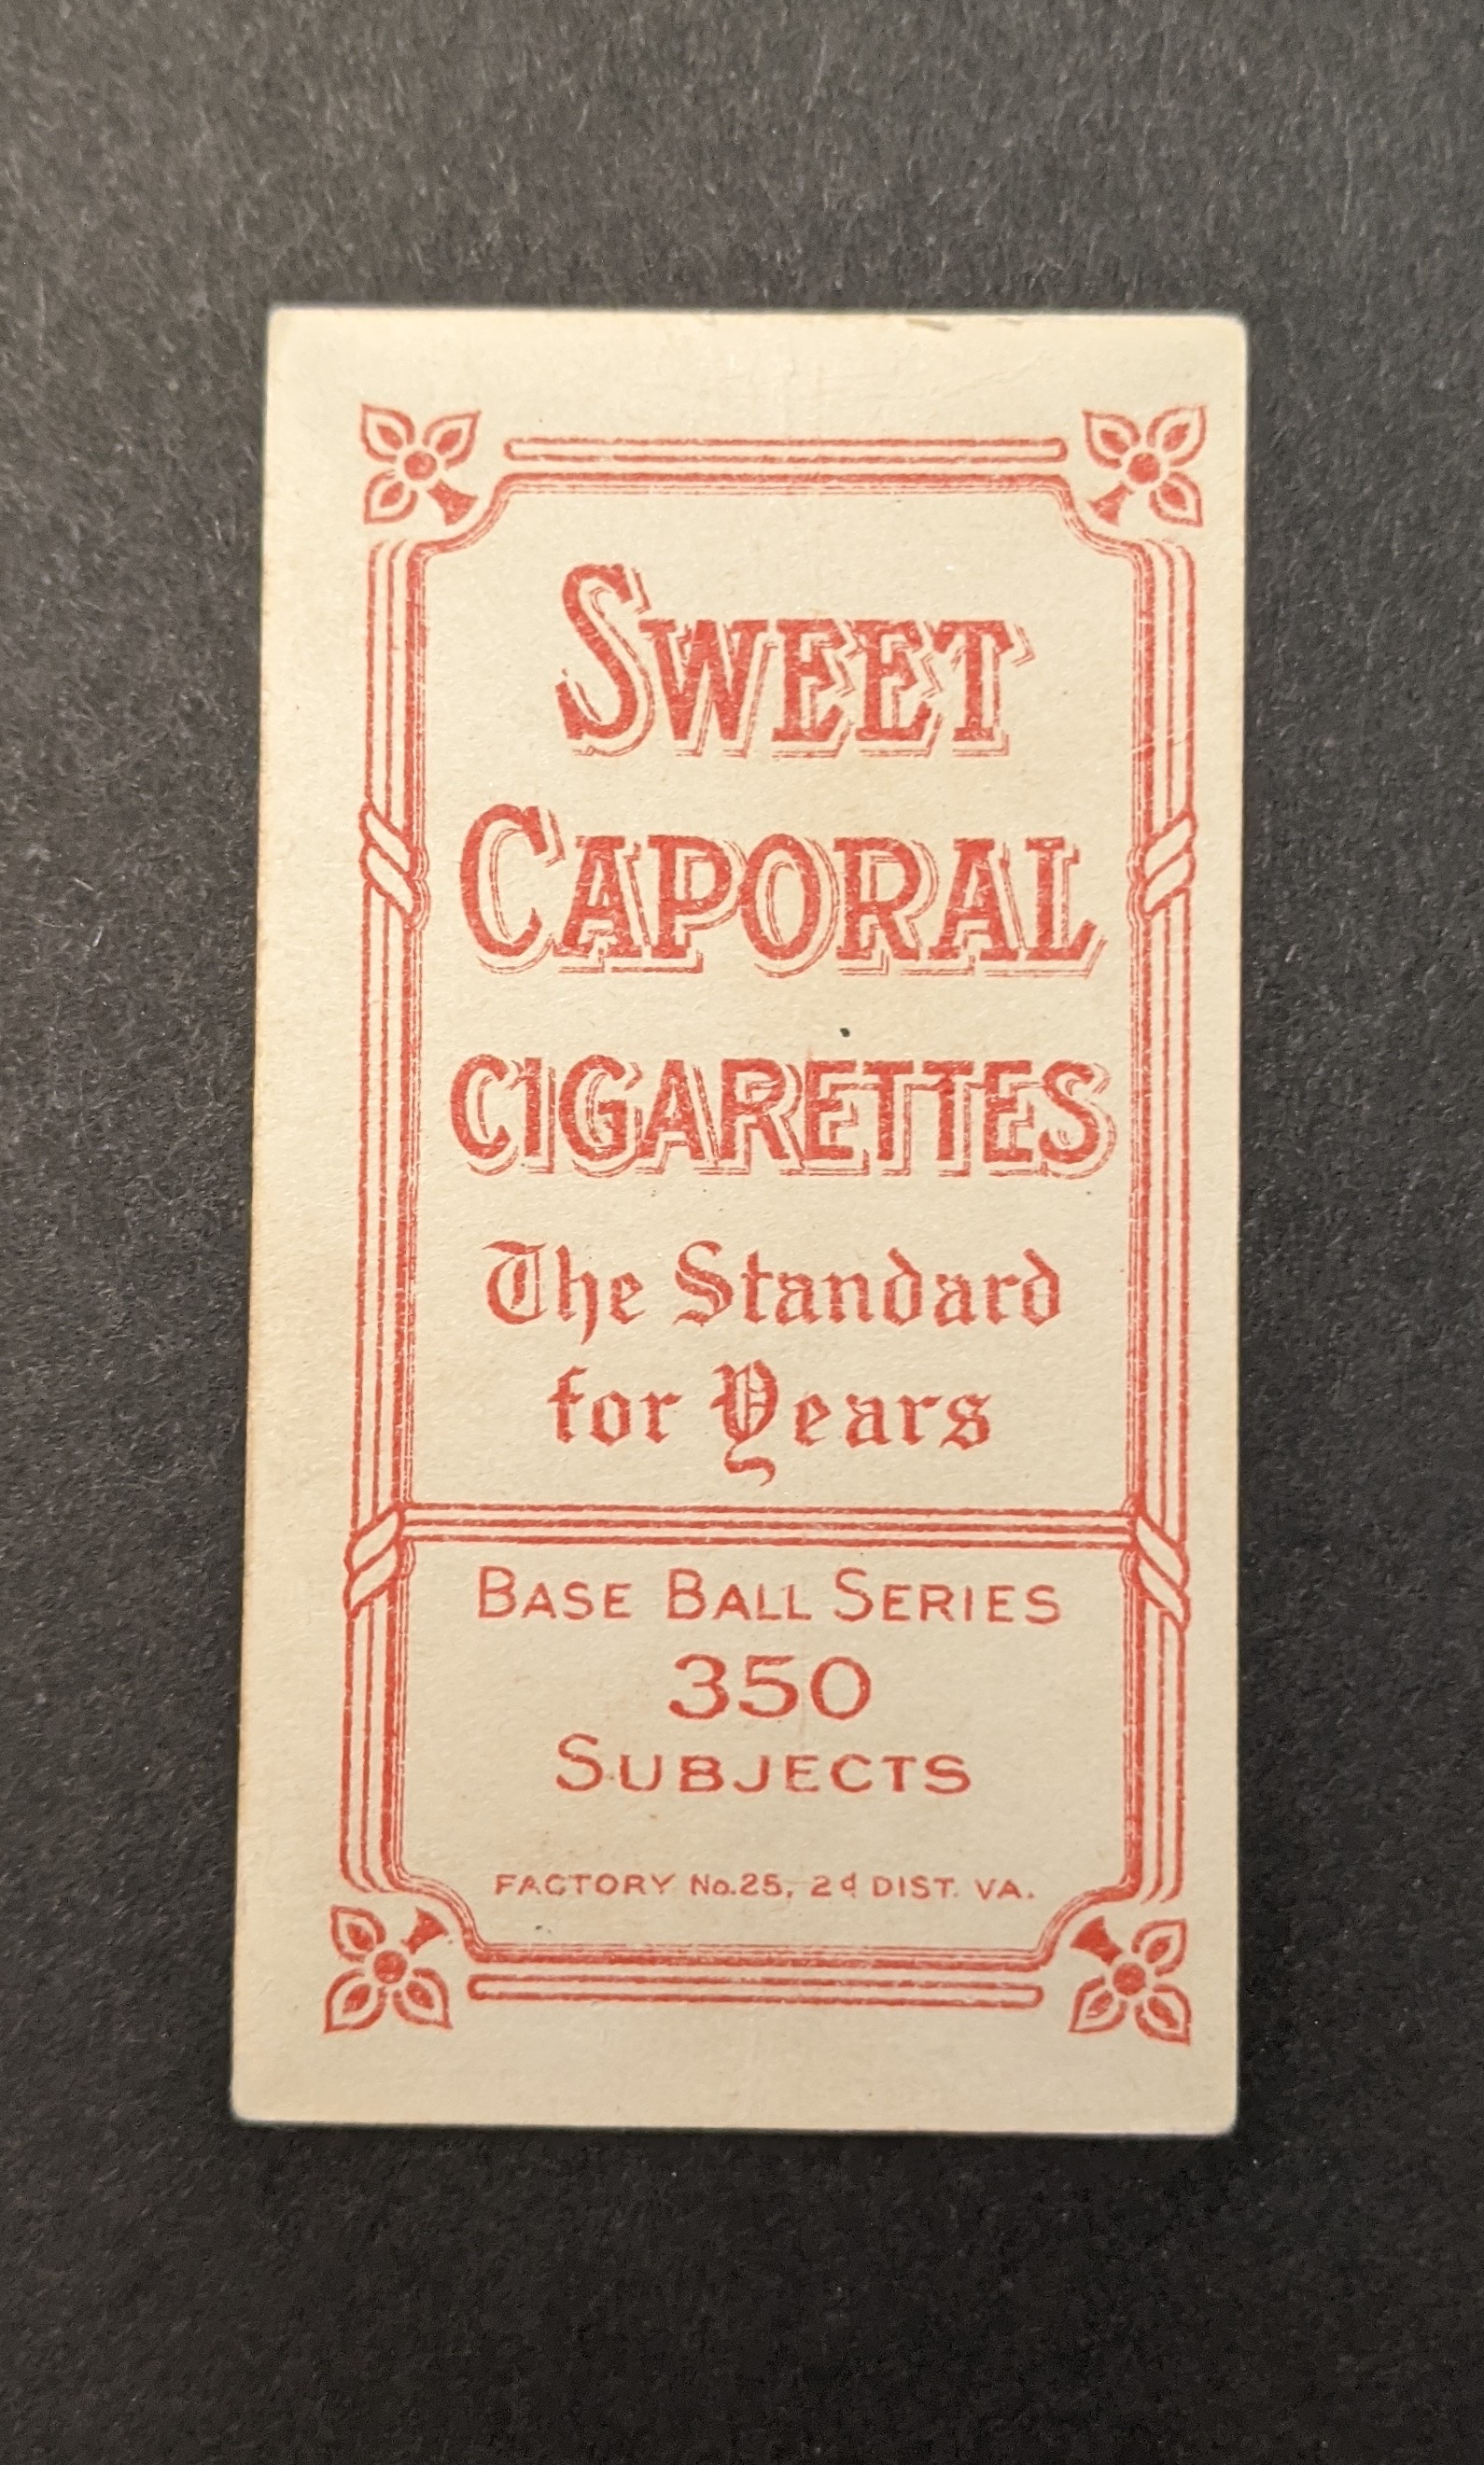 SWEET
CAPORAL
CIGARETTES
The Standard
for Years
BASE BALL SERIES
350
SUBJECTS
FACTORY No. 25, 2d DIST. VA.